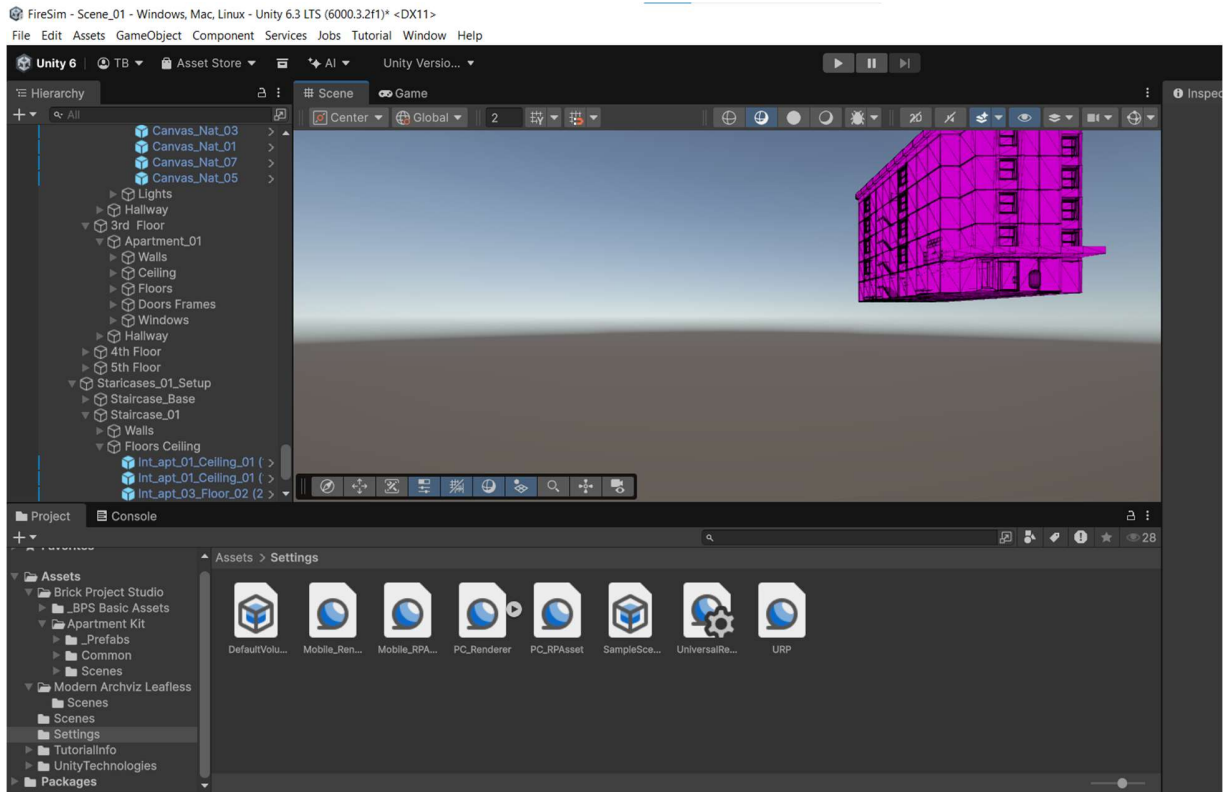 FireSim - Scene_01 - Windows, Mac, Linux - Unity 6.3 LTS (6000.3.2f1)* <DX11>
File Edit Assets GameObject Component Services Jobs Tutorial Window Help
Unity 6 TB Asset Store AI Unity Versio...
Hierarchy
All
Canvas_Nat_03
Canvas_Nat_01
Canvas_Nat_07
Canvas_Nat_05
Lights
Hallway
3rd Floor
Apartment_01
Walls
Ceiling
Floors
Doors Frames
Windows
Hallway
4th Floor
5th Floor
Staricases_01_Setup
Staircase_Base
Staircase_01
Walls
Floors Ceiling
Int_apt_01_Ceiling_01 (
Int_apt_01_Ceiling_01 (
Int_apt_03_Floor_02 (2
Scene Game
Center Global 2
2D
Inspec
Project Console
28
Assets
Brick Project Studio
_BPS Basic Assets
Apartment Kit
_Prefabs
Common
Scenes
Modern Archviz Leafless
Scenes
Scenes
Settings
TutorialInfo
UnityTechnologies
Packages
Assets > Settings
DefaultVolu... Mobile_Ren... Mobile_RPA... PC_Renderer PC_RPAsset SampleSce... UniversalRe... URP